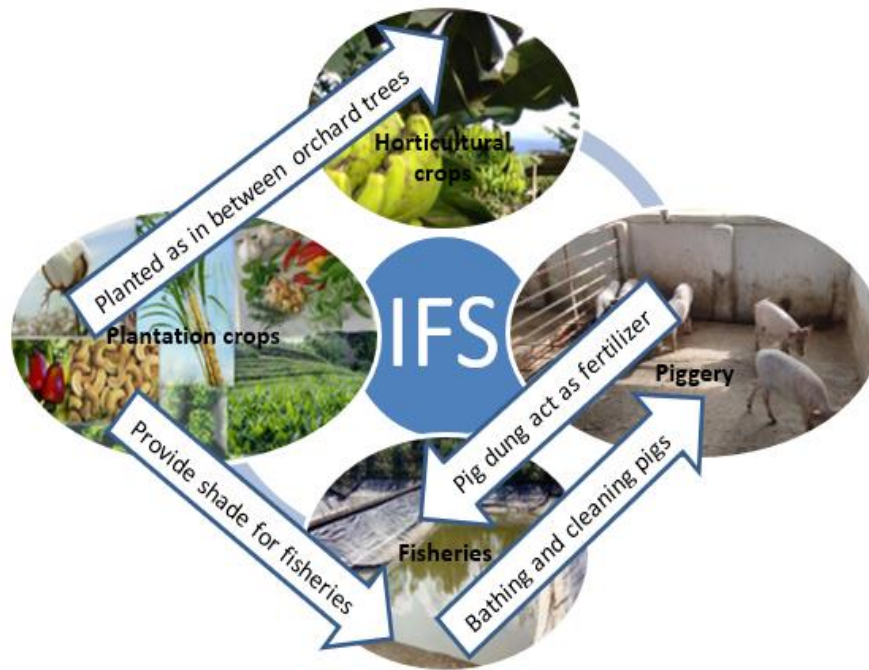 Horticultural
crops
Planted as in between orchard trees
Plantation crops
IFS
Piggery
Pig dung act as fertilizer
Provide shade for fisheries
Fisheries
Bathing and cleaning pigs